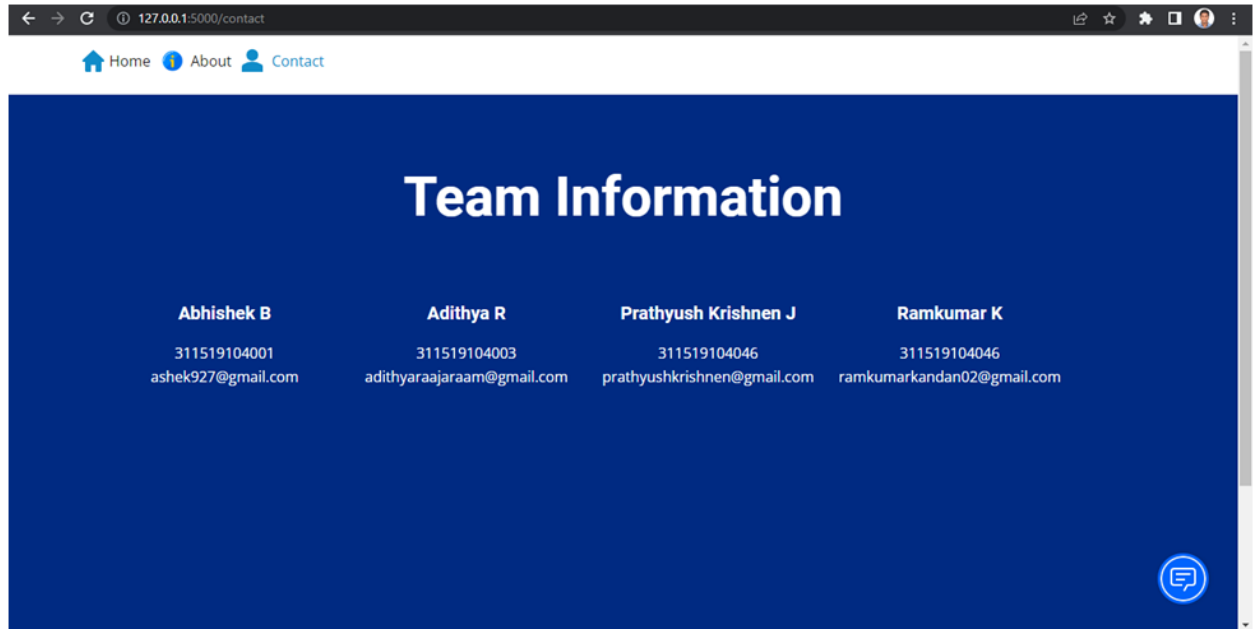 127.0.0.1:5000/contact
Home About Contact
Team Information
Abhishek B Adithya R Prathyush Krishnen J Ramkumar K
311519104001 311519104003 311519104046 311519104046
ashek927@gmail.com adithyaraajaraam@gmail.com prathyushkrishnen@gmail.com ramkumarkandan02@gmail.com